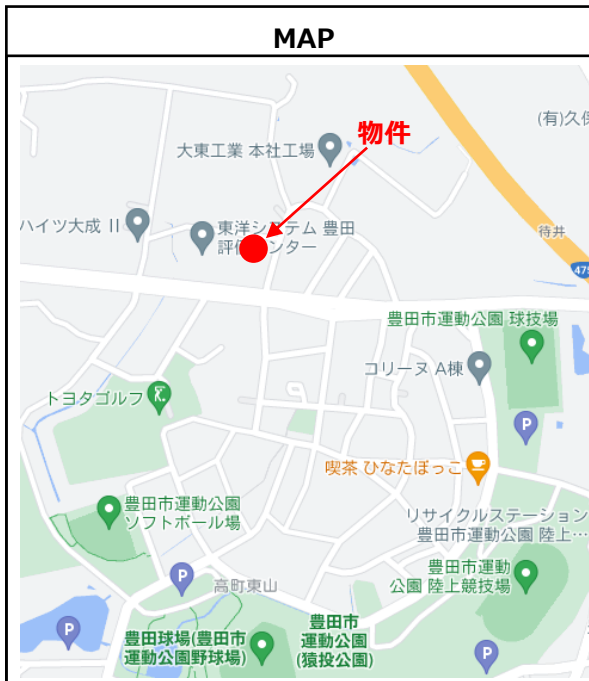 MAP
(有)久保
物件
大東工業 本社工場
ハイツ大成 II
東洋システム 豊田
評価センター
待井
475
豊田市運動公園 球技場
コリーヌ A棟
トヨタゴルフ
P
喫茶 ひなたぼっこ
豊田市運動公園
ソフトボール場
リサイクルステーション
豊田市運動公園 陸上…
P
高町東山
豊田市運動
公園 陸上競技場
P
豊田球場(豊田市
運動公園野球場)
豊田市
運動公園
(猿投公園)
P